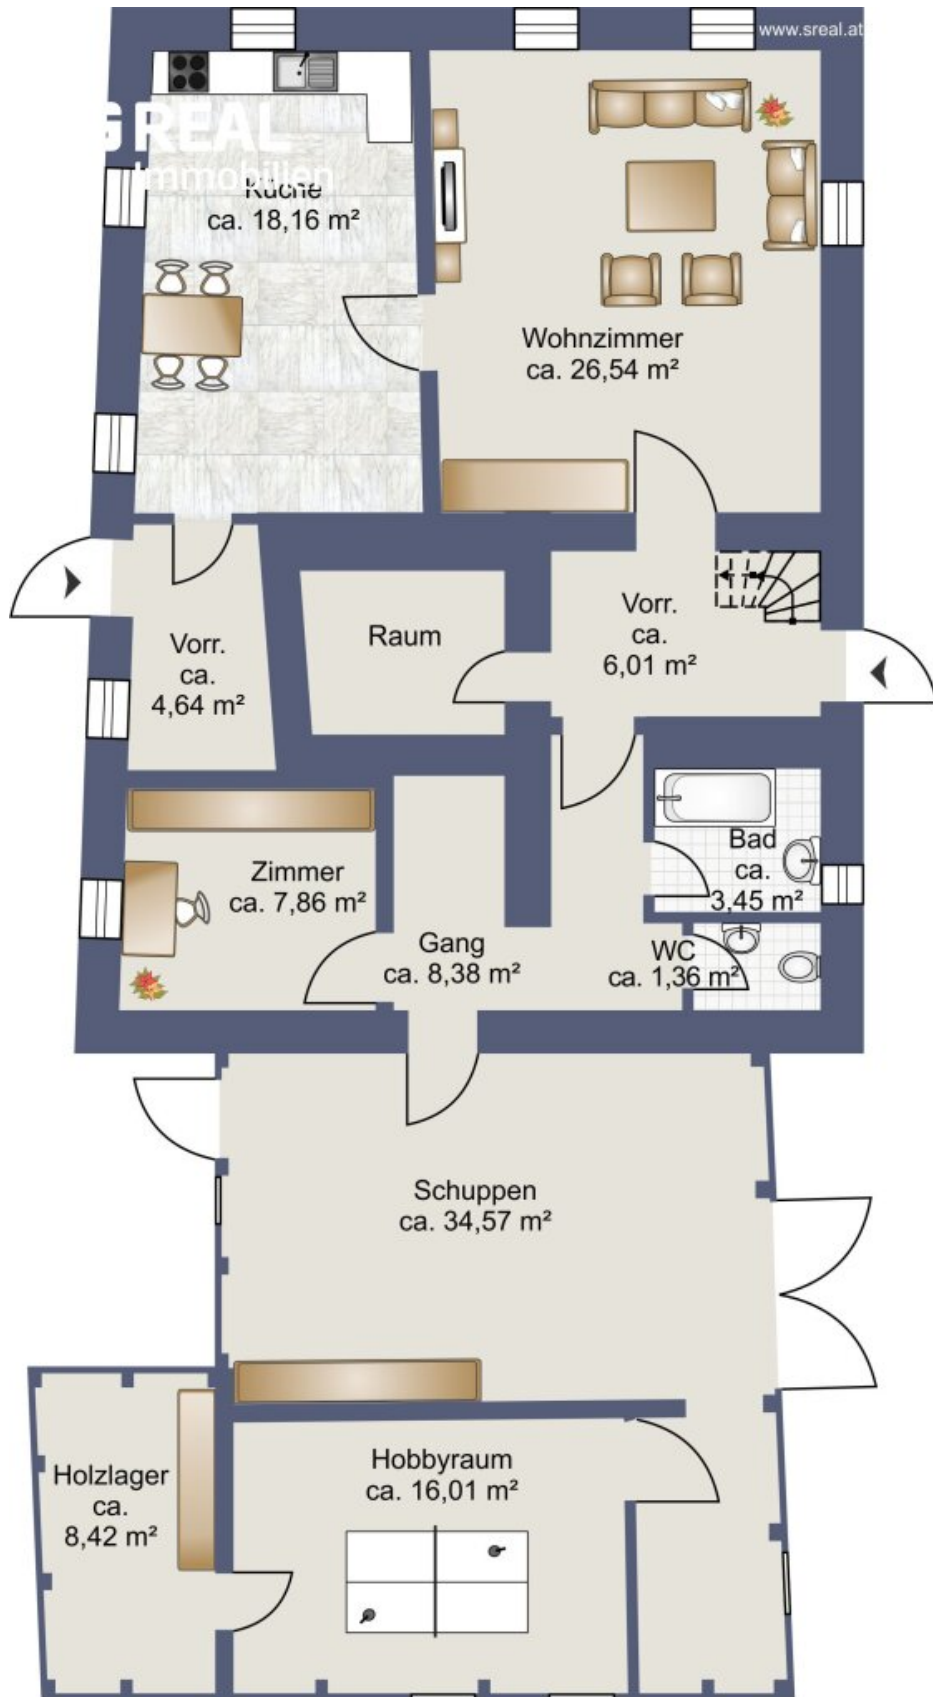 www.sreal.at
REAL
Immobilien
Küche
ca. 18,16 m²
Wohnzimmer
ca. 26,54 m²
Vorr.
ca.
4,64 m²
Raum
Vorr.
ca.
6,01 m²
Zimmer
ca. 7,86 m²
Bad
ca.
3,45 m²
Gang
ca. 8,38 m²
WC
ca. 1,36 m²
Schuppen
ca. 34,57 m²
Holzlager
ca.
8,42 m²
Hobbyraum
ca. 16,01 m²